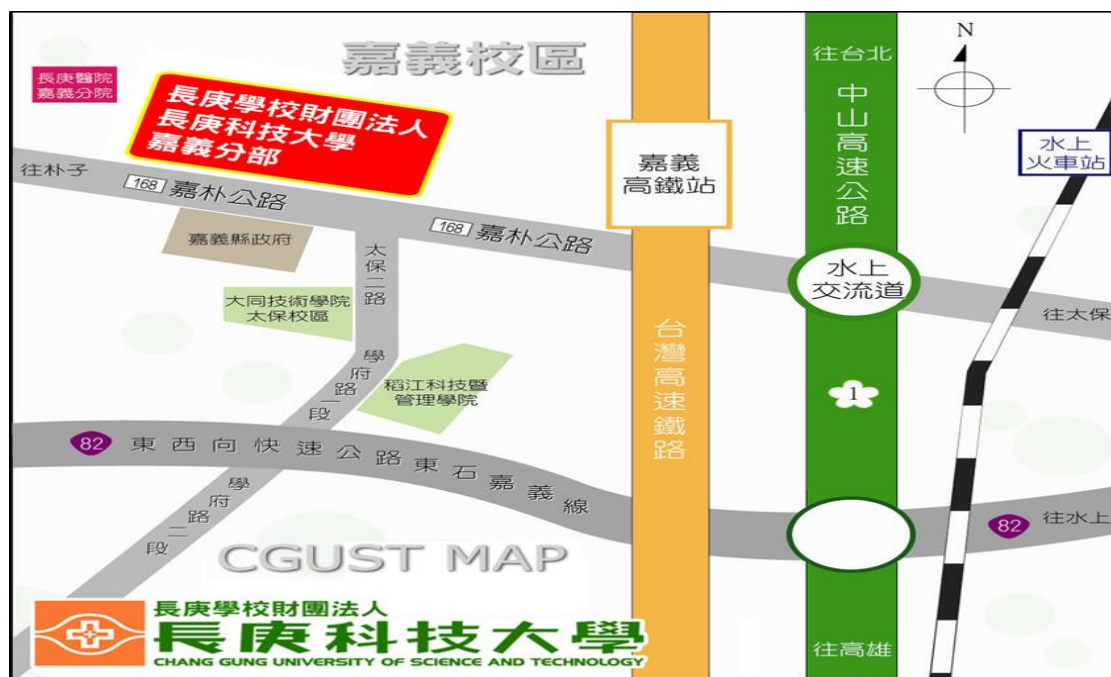 嘉義校區
往台北
N
長庚醫院
嘉義分院
長庚學校財團法人
長庚科技大學
嘉義分部
中山高速公路
水上
火車站
嘉義
高鐵站
往朴子
168 嘉朴公路
168 嘉朴公路
嘉義縣政府
太保二路
水上
交流道
大同技術學院
太保校區
往太保
台灣高速鐵路
學府路一段
稻江科技暨
管理學院
1
82 東西向快速公路東石嘉義線
學府路二段
82 往水上
CGUST MAP
長庚學校財團法人
長庚科技大學
CHANG GUNG UNIVERSITY OF SCIENCE AND TECHNOLOGY
往高雄